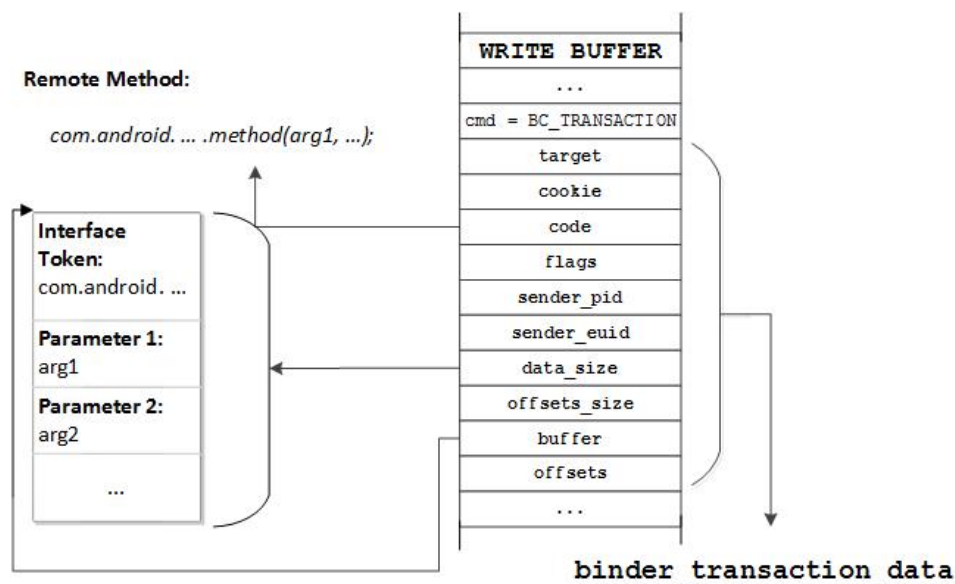 Remote Method:
com.android. ... .method(arg1, ...);
Interface
Token:
com.android. ...
Parameter 1:
arg1
Parameter 2:
arg2
...
WRITE BUFFER
...
cmd = BC_TRANSACTION
target
cookie
code
flags
sender_pid
sender_euid
data_size
offsets_size
buffer
offsets
...
binder transaction data